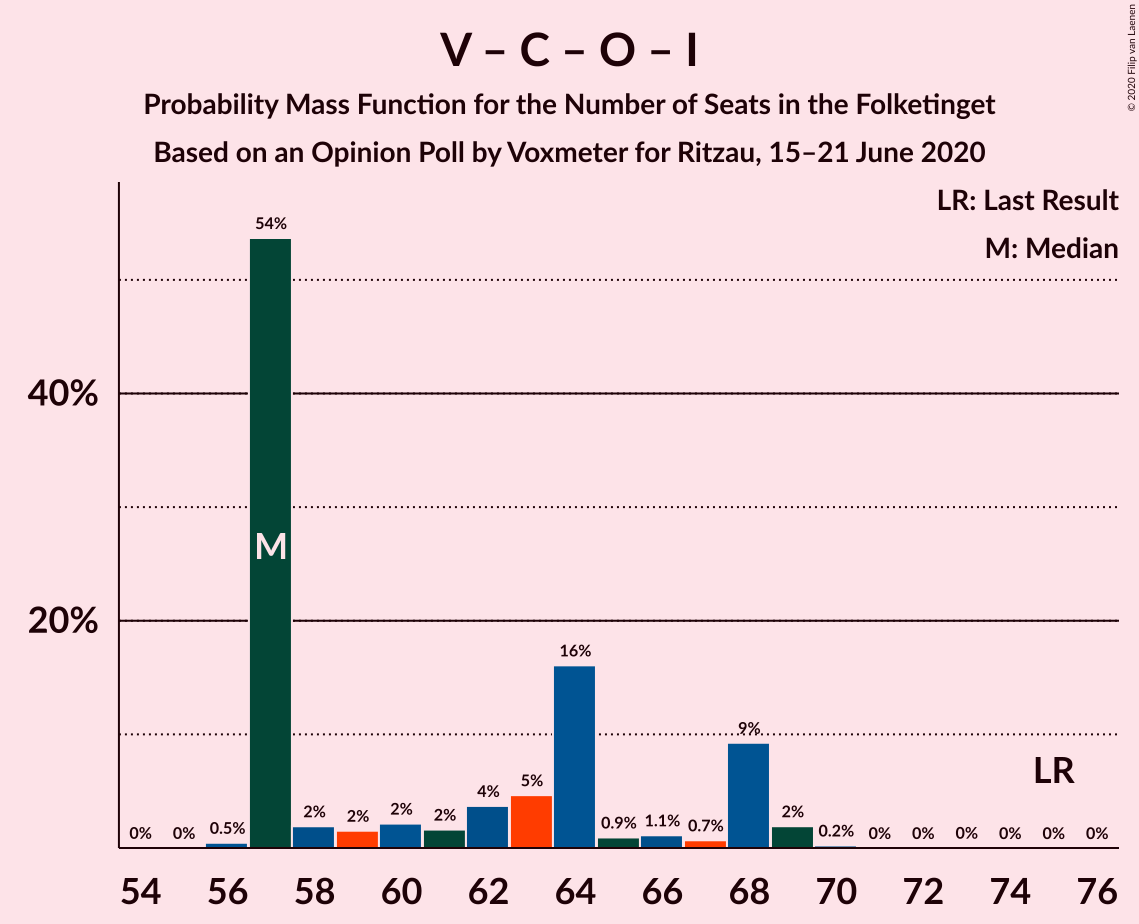 V – C – O – I
Probability Mass Function for the Number of Seats in the Folketinget
Based on an Opinion Poll by Voxmeter for Ritzau, 15–21 June 2020
© 2020 Filip van Laenen
LR: Last Result
M: Median
54%
40%
M
20%
16%
9%
LR
5%
4%
2%
2%
2%
2%
2%
0.9%
1.1%
0.7%
0.5%
0.2%
0%
0%
0%
0%
0%
0%
0%
0%
54 56 58 60 62 64 66 68 70 72 74 76